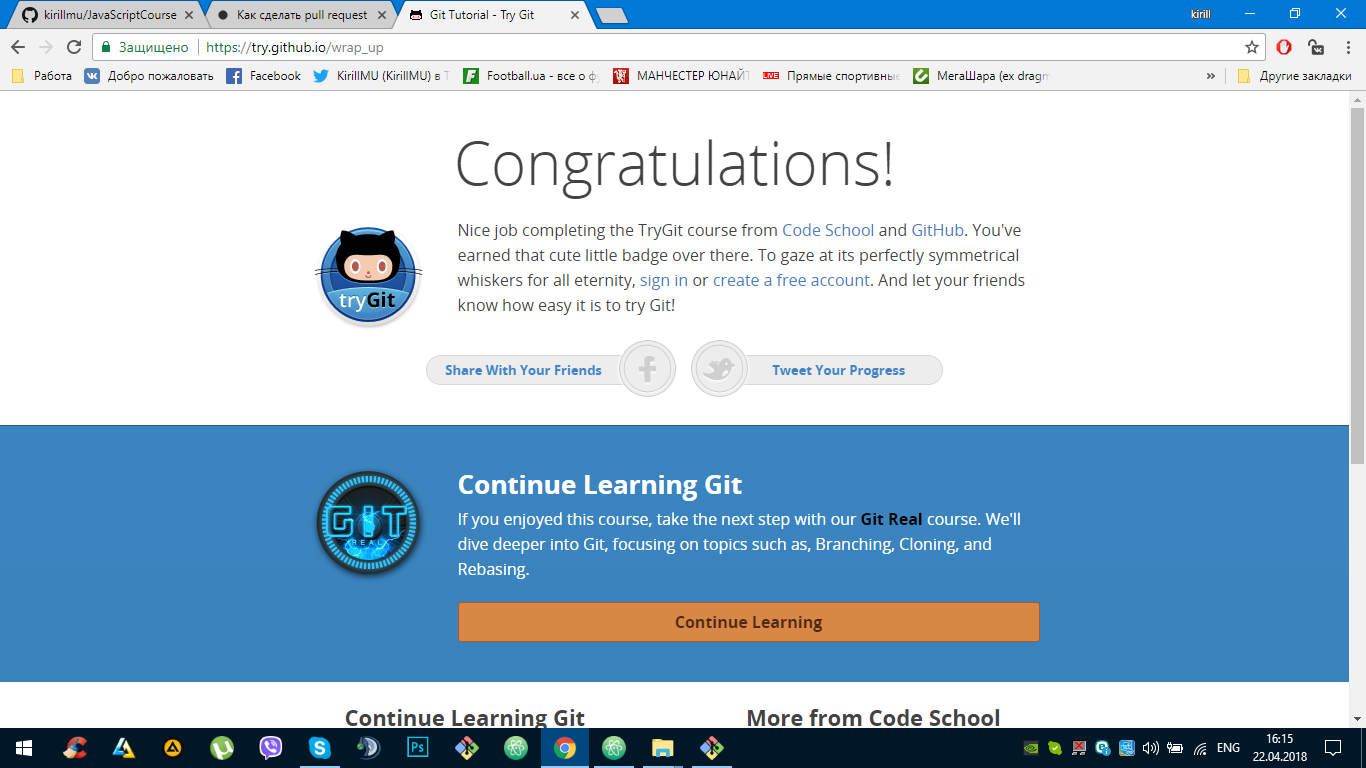 kirillmu/JavaScriptCourse
Как сделать pull request
Git Tutorial - Try Git
kirill
Защищено
https://try.github.io/wrap_up
Работа
Добро пожаловать
Facebook
KirillMU (KirillMU) в Т
Football.ua - все о фу
МАНЧЕСТЕР ЮНАЙТ
LIVE
Прямые спортивные
МегаШара (ex dragm
»
Другие закладки
Congratulations!
Nice job completing the TryGit course from Code School and GitHub. You've
earned that cute little badge over there. To gaze at its perfectly symmetrical
whiskers for all eternity, sign in or create a free account. And let your friends
know how easy it is to try Git!
tryGit
Share With Your Friends
Tweet Your Progress
GIT
REAL
Continue Learning Git
If you enjoyed this course, take the next step with our Git Real course. We'll
dive deeper into Git, focusing on topics such as, Branching, Cloning, and
Rebasing.
Continue Learning
Continue Learning Git
More from Code School
Ps
ENG
16:15
22.04.2018